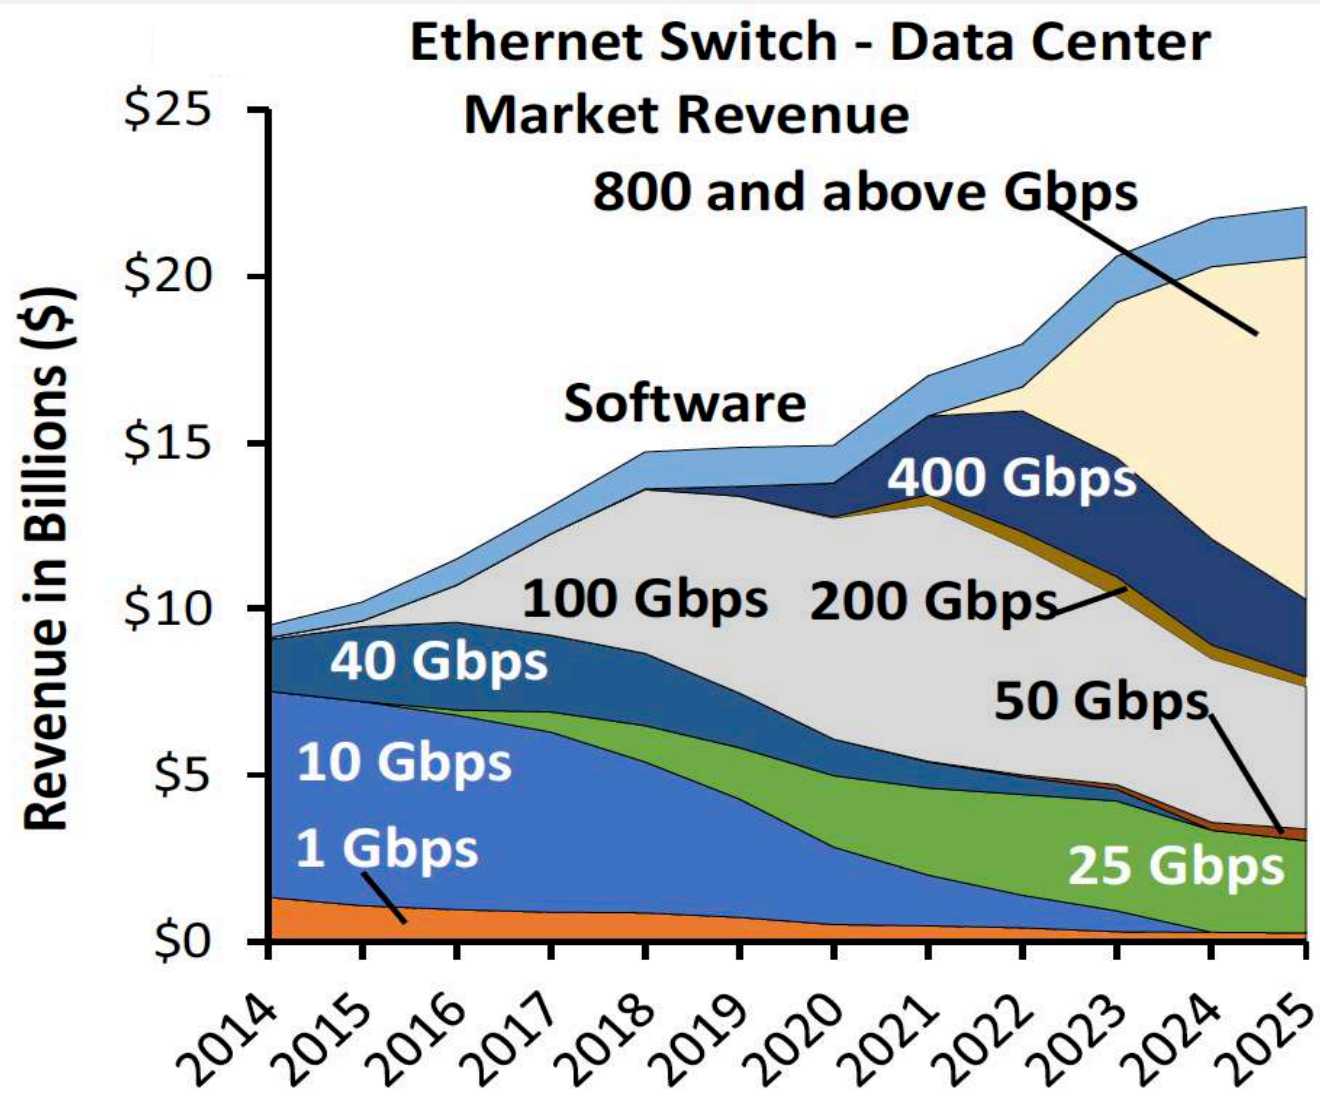 Ethernet Switch - Data Center
Market Revenue
$25
800 and above Gbps
$20
Software
$15
400 Gbps
$10
100 Gbps
200 Gbps
40 Gbps
50 Gbps
$5
10 Gbps
1 Gbps
25 Gbps
$0
Revenue in Billions ($)
2014
2015
2016
2017
2018
2019
2020
2021
2022
2023
2024
2025